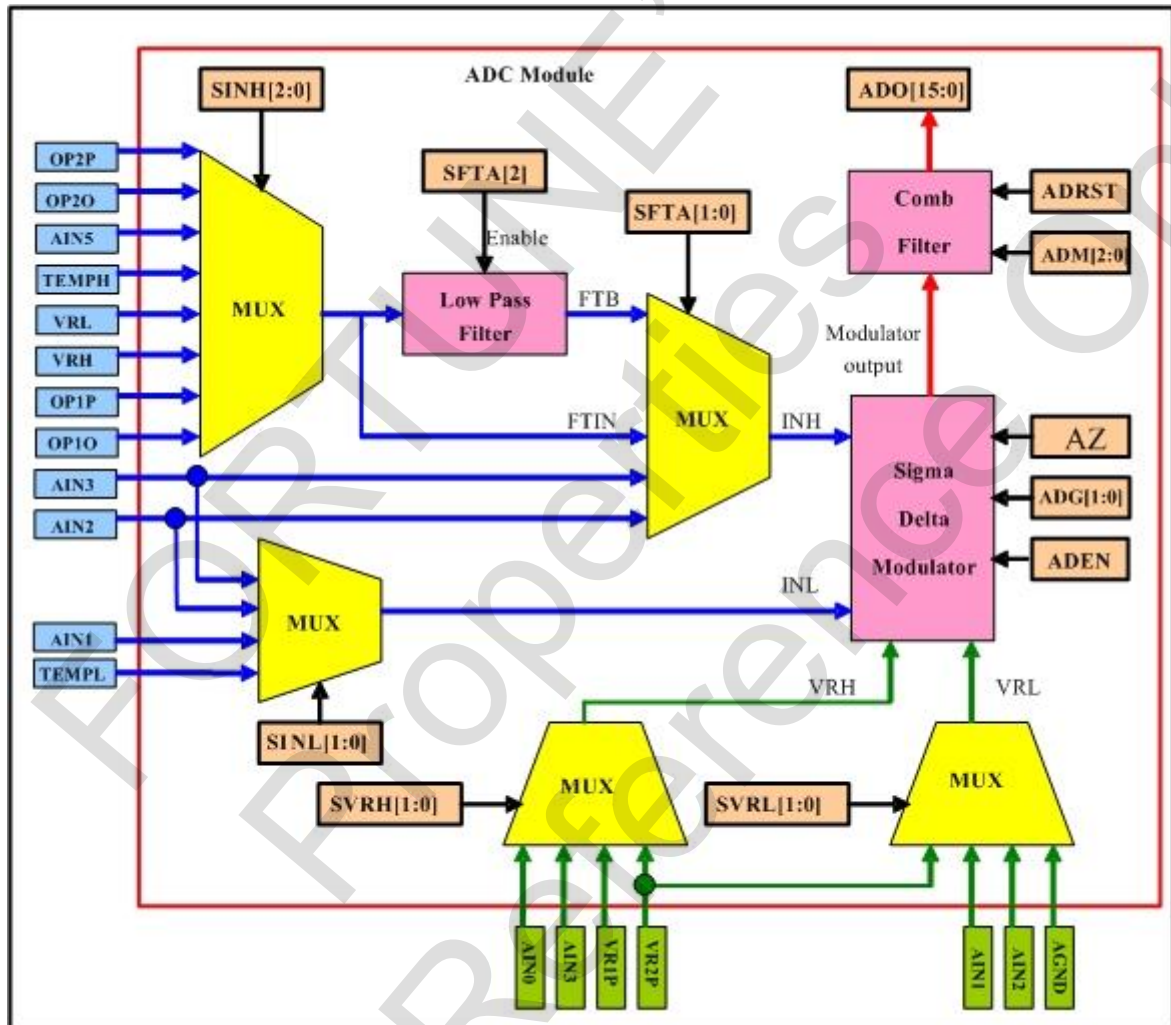 ADC Module
SINH[2:0]
ADO[15:0]
OP2P
OP2O
AIN5
TEMPH
VRL
VRH
OP1P
OP1O
AIN3
AIN2
AIN1
TEMPL
MUX
SFTA[2]
Enable
Low Pass
Filter
FTB
FTIN
SFTA[1:0]
MUX
INH
Comb
Filter
ADRST
ADM[2:0]
Modulator
output
Sigma
Delta
Modulator
AZ
ADG[1:0]
ADEN
MUX
INL
SINL[1:0]
VRH
VRL
SVRH[1:0]
MUX
SVRL[1:0]
MUX
AIN0
AIN3
VR1P
VR2P
AIN1
AIN2
AGND
FORTUNE'
Properties
Reference